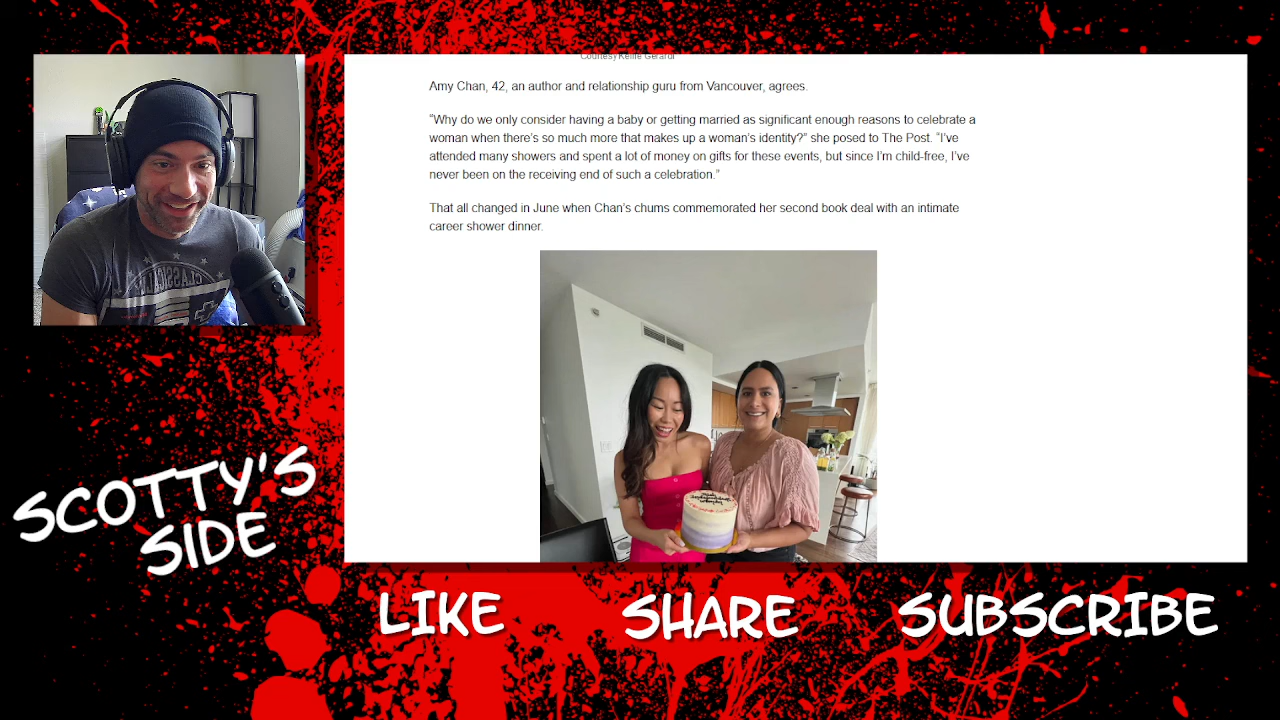 Courtesy Kellie Gerardi
Amy Chan, 42, an author and relationship guru from Vancouver, agrees.
“Why do we only consider having a baby or getting married as significant enough reasons to celebrate a
woman when there’s so much more that makes up a woman’s identity?” she posed to The Post. “I’ve
attended many showers and spent a lot of money on gifts for these events, but since I’m child-free, I’ve
never been on the receiving end of such a celebration.”
That all changed in June when Chan’s chums commemorated her second book deal with an intimate
career shower dinner.
SCOTTY'S
SIDE
LIKE
SHARE
SUBSCRIBE